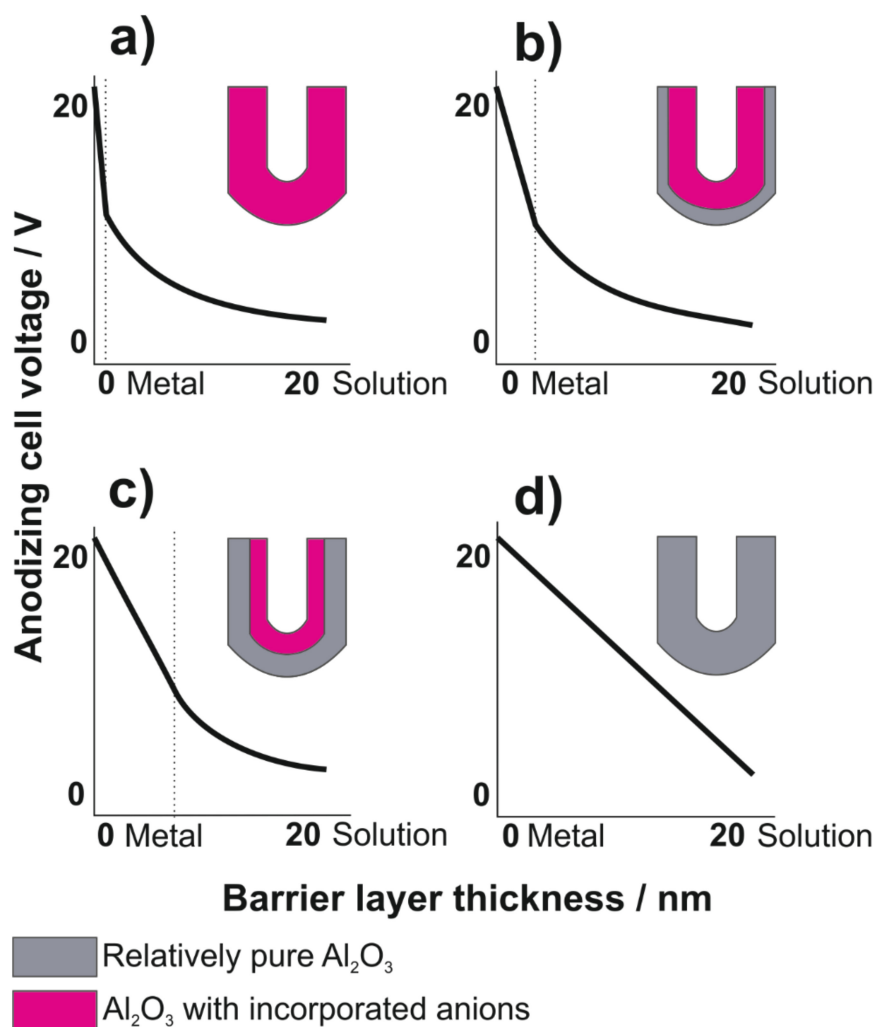 a)
b)
20
0
0 Metal
20 Solution
20
0
0 Metal
20 Solution
c)
d)
20
0
0 Metal
20 Solution
20
0
0 Metal
20 Solution
Anodizing cell voltage / V
Barrier layer thickness / nm
Relatively pure Al₂O₃
Al₂O₃ with incorporated anions